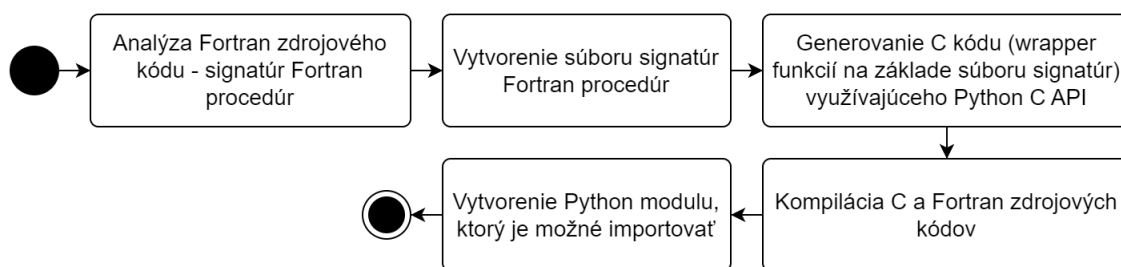 Analýza Fortran zdrojového
kódu - signatúr Fortran
procedúr
Vytvorenie súboru signatúr
Fortran procedúr
Generovanie C kódu (wrapper
funkcií na základe súboru signatúr)
využívajúceho Python C API
Kompilácia C a Fortran zdrojových
kódov
Vytvorenie Python modulu,
ktorý je možné importovať